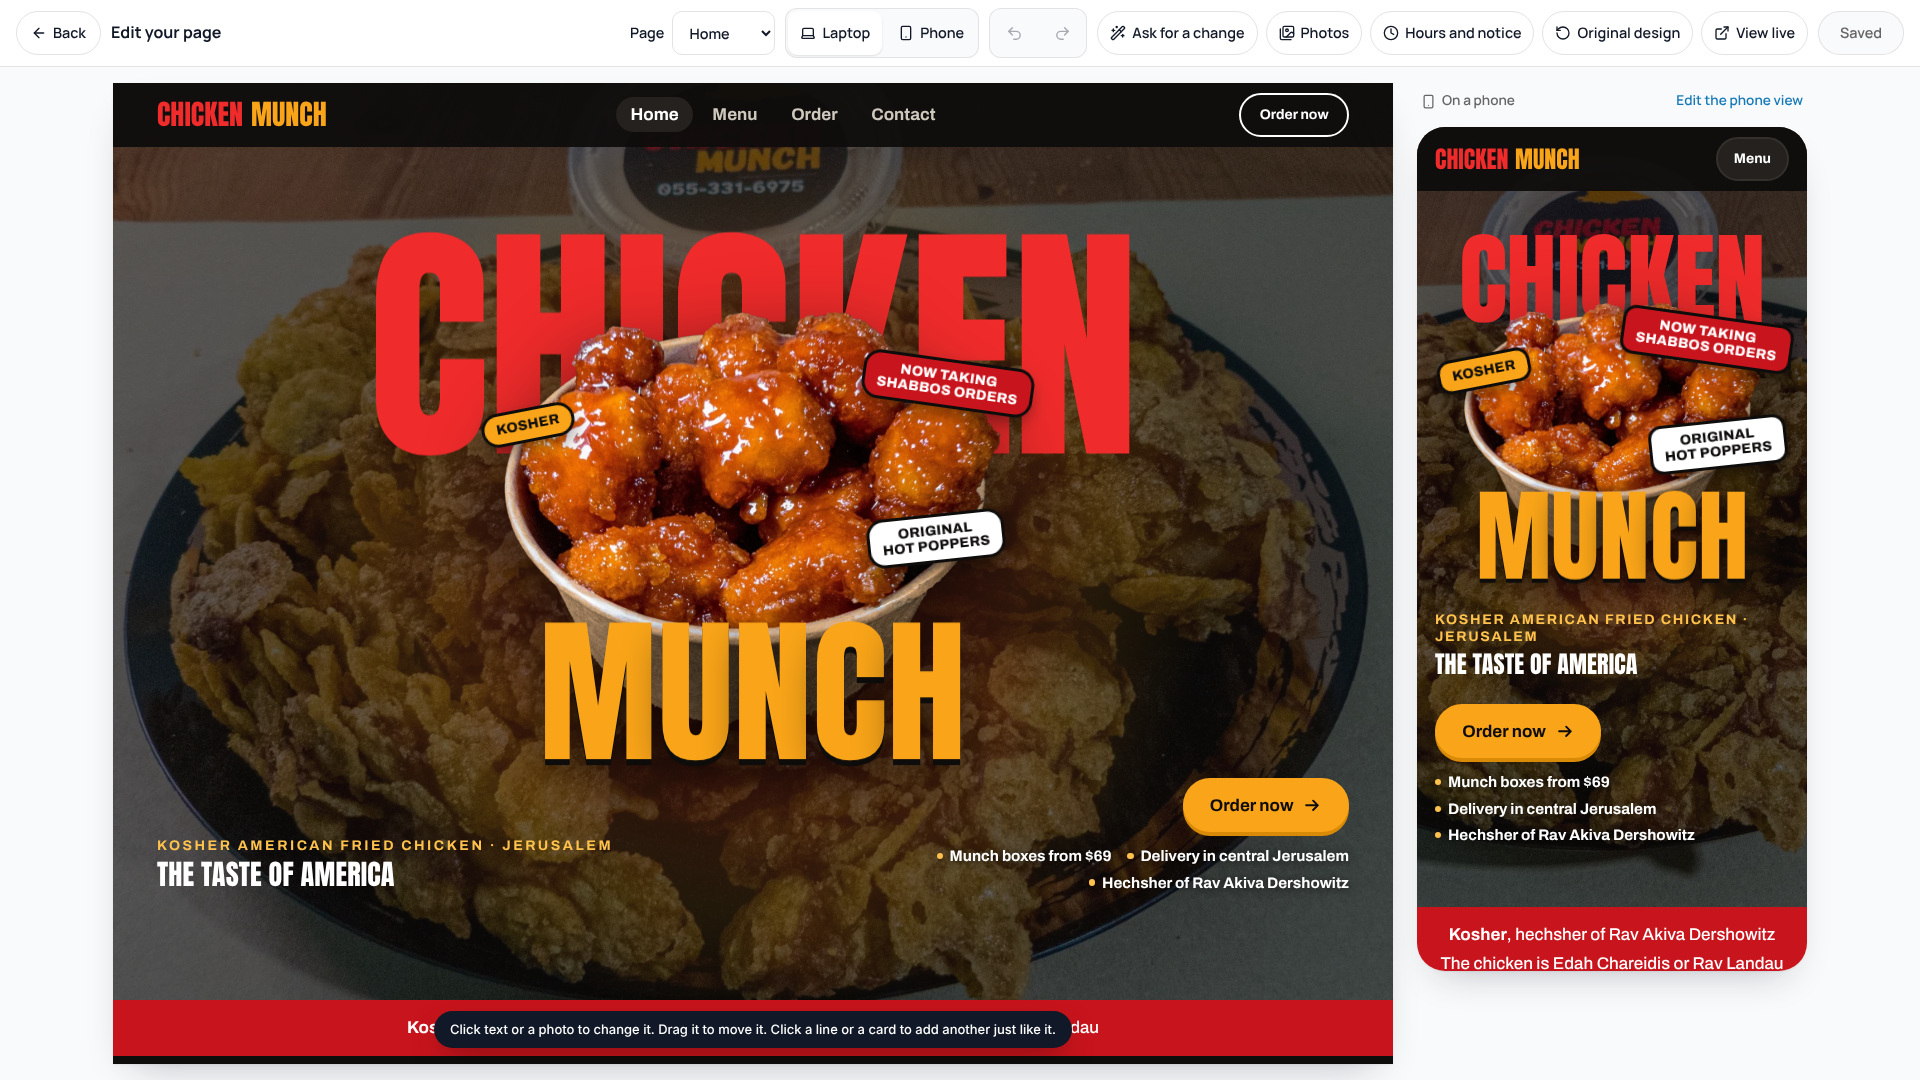 Back
Edit your page
Page
Home
Laptop
Phone
Ask for a change
Photos
Hours and notice
Original design
View live
Saved
CHICKEN MUNCH
Home
Menu
Order
Contact
Order now
MUNCH
055-331-6975
CHICKEN
KOSHER
NOW TAKING
SHABBOS ORDERS
ORIGINAL
HOT POPPERS
MUNCH
Order now
KOSHER AMERICAN FRIED CHICKEN · JERUSALEM
THE TASTE OF AMERICA
Munch boxes from $69
Delivery in central Jerusalem
Hechsher of Rav Akiva Dershowitz
Click text or a photo to change it. Drag it to move it. Click a line or a card to add another just like it.
On a phone
Edit the phone view
CHICKEN MUNCH
Menu
CHICKEN
CHICKEN
KOSHER
NOW TAKING
SHABBOS ORDERS
ORIGINAL
HOT POPPERS
MUNCH
KOSHER AMERICAN FRIED CHICKEN ·
JERUSALEM
THE TASTE OF AMERICA
Order now
Munch boxes from $69
Delivery in central Jerusalem
Hechsher of Rav Akiva Dershowitz
Kosher, hechsher of Rav Akiva Dershowitz
The chicken is Edah Chareidis or Rav Landau